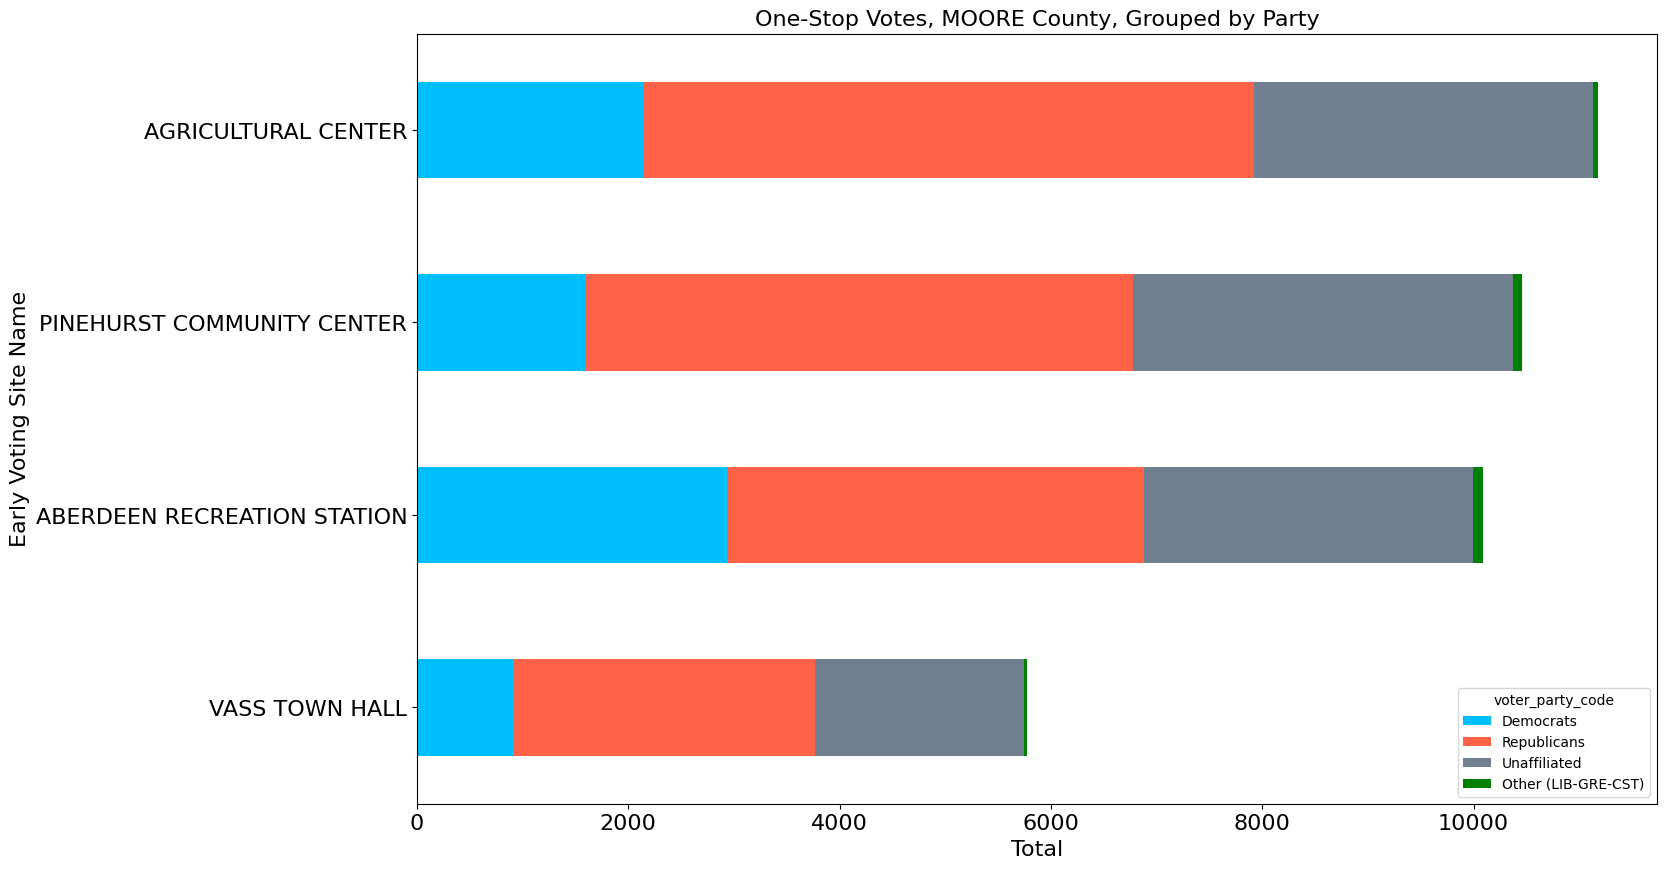 One-Stop Votes, MOORE County, Grouped by Party
Early Voting Site Name
AGRICULTURAL CENTER
PINEHURST COMMUNITY CENTER
ABERDEEN RECREATION STATION
VASS TOWN HALL
voter_party_code
Democrats
Republicans
Unaffiliated
Other (LIB-GRE-CST)
0 2000 4000 6000 8000 10000
Total